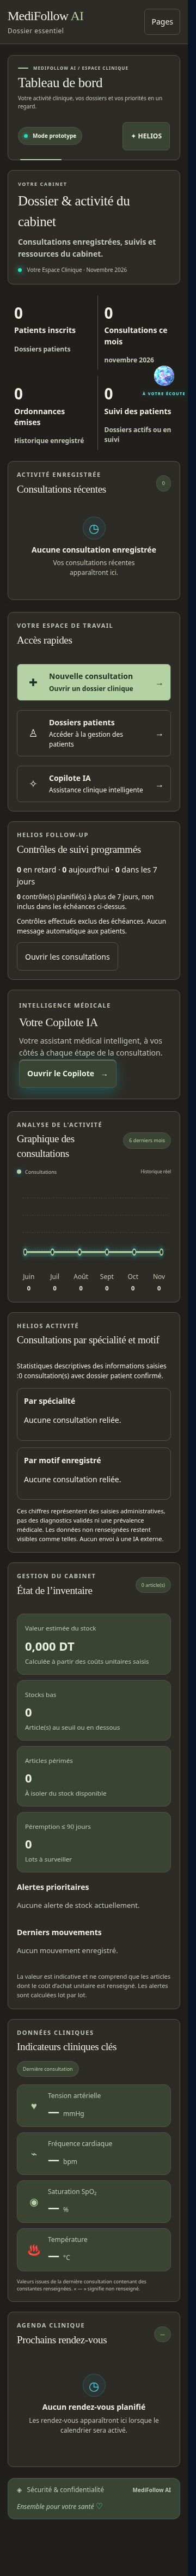 MediFollow AI
Dossier essentiel
Pages
MEDIFOLLOW AI / ESPACE CLINIQUE
Tableau de bord
Votre activité clinique, vos dossiers et vos priorités en un
regard.
Mode prototype
✦ HELIOS
VOTRE CABINET
Dossier & activité du
cabinet
Consultations enregistrées, suivis et
ressources du cabinet.
Votre Espace Clinique · Novembre 2026
0
Patients inscrits
Dossiers patients
0
Consultations ce
mois
novembre 2026
À VOTRE ÉCOUTE
0
Ordonnances
émises
Historique enregistré
0
Suivi des patients
Dossiers actifs ou en
suivi
ACTIVITÉ ENREGISTRÉE
Consultations récentes
0
Aucune consultation enregistrée
Vos consultations récentes
apparaîtront ici.
VOTRE ESPACE DE TRAVAIL
Accès rapides
Nouvelle consultation
Ouvrir un dossier clinique
→
Dossiers patients
Accéder à la gestion des
patients
→
Copilote IA
Assistance clinique intelligente
→
HELIOS FOLLOW-UP
Contrôles de suivi programmés
0 en retard · 0 aujourd'hui · 0 dans les 7
jours
0 contrôle(s) planifié(s) à plus de 7 jours, non
inclus dans les échéances ci-dessus.
Contrôles effectués exclus des échéances. Aucun
message automatique aux patients.
Ouvrir les consultations
INTELLIGENCE MÉDICALE
Votre Copilote IA
Votre assistant médical intelligent, à vos
côtés à chaque étape de la consultation.
Ouvrir le Copilote →
ANALYSE DE L'ACTIVITÉ
Graphique des
consultations
6 derniers mois
Consultations
Historique réel
Juin Juil Août Sept Oct Nov
0 0 0 0 0 0
HELIOS ACTIVITÉ
Consultations par spécialité et motif
Statistiques descriptives des informations saisies
:0 consultation(s) avec dossier patient confirmé.
Par spécialité
Aucune consultation reliée.
Par motif enregistré
Aucune consultation reliée.
Ces chiffres représentent les saisies administratives,
pas des diagnostics validés ni une prévalence
médicale. Les données non renseignées restent
visibles comme telles. Aucun envoi à une IA externe.
GESTION DU CABINET
État de l'inventaire
0 article(s)
Valeur estimée du stock
0,000 DT
Calculée à partir des coûts unitaires saisis
Stocks bas
0
Article(s) au seuil ou en dessous
Articles périmés
0
À isoler du stock disponible
Péremption ≤ 90 jours
0
Lots à surveiller
Alertes prioritaires
Aucune alerte de stock actuellement.
Derniers mouvements
Aucun mouvement enregistré.
La valeur est indicative et ne comprend que les articles
dont le coût d'achat unitaire est renseigné. Les alertes
sont calculées lot par lot.
DONNÉES CLINIQUES
Indicateurs cliniques clés
Dernière consultation
Tension artérielle
— mmHg
Fréquence cardiaque
— bpm
Saturation SpO₂
— %
Température
— °C
Valeurs issues de la dernière consultation contenant des
constantes renseignées. « — » signifie non renseigné.
AGENDA CLINIQUE
Prochains rendez-vous
—
Aucun rendez-vous planifié
Les rendez-vous apparaîtront ici lorsque le
calendrier sera activé.
Sécurité & confidentialité
MediFollow AI
Ensemble pour votre santé ♡